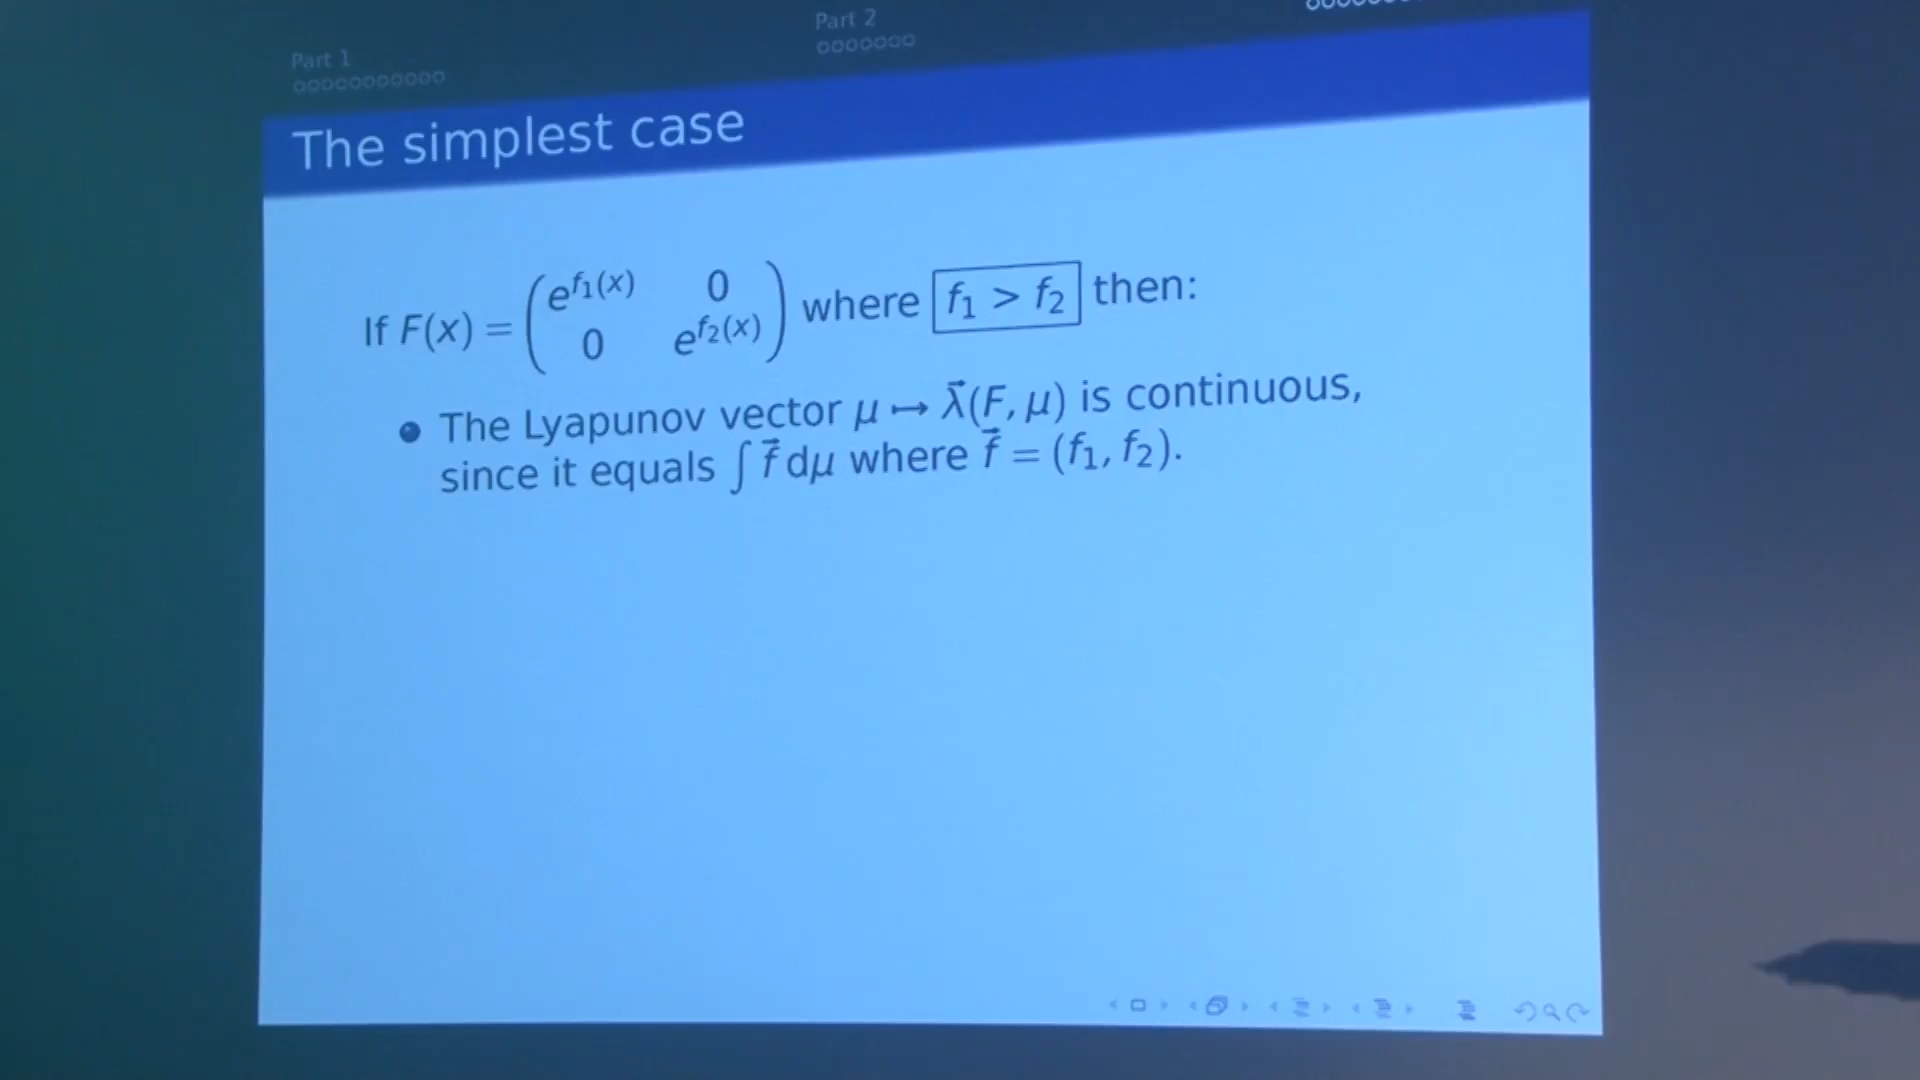 Part 1
Part 2
The simplest case
If F(x) = (e^{f₁(x)} 0
0 e^{f₂(x)}) where f₁ > f₂ then:
• The Lyapunov vector μ ↦ λ⃗(F, μ) is continuous,
since it equals ∫ f⃗ dμ where f⃗ = (f₁, f₂).